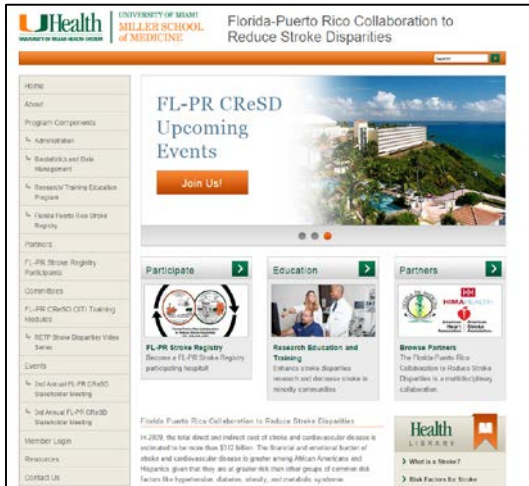 UHealth
UNIVERSITY OF MIAMI HEALTH SYSTEM
UNIVERSITY OF MIAMI
MILLER SCHOOL
of MEDICINE
Florida-Puerto Rico Collaboration to
Reduce Stroke Disparities
Search
Home
About
Program Components
Administration
Biostatistics and Data
Management
Research/ Training Education
Program
Florida Puerto Rico Stroke
Registry
Partners
FL-PR Stroke Registry
Participants
Committees
FL-PR CReSD CITI Training
Modules
RETP Stroke Disparities Video
Series
Events
2nd Annual FL-PR CReSD
Stakeholder Meeting
3rd Annual FL-PR CReSD
Stakeholder Meeting
Member Login
Resources
Contact Us
FL-PR CReSD
Upcoming
Events
Join Us!
Participate
FL-PR Stroke Registry
Become a FL-PR Stroke Registry
participating hospital!
Education
Research Education and
Training
Enhance stroke disparities
research and decrease stroke in
minority communities
Partners
HIMAHEALTH
American Heart Association
American Stroke Association
Browse Partners
The Florida-Puerto Rico
Collaboration to Reduce Stroke
Disparities is a multidisciplinary
collaboration.
Florida Puerto Rico Collaboration to Reduce Stroke Disparities
In 2009, the total direct and indirect cost of stroke and cardiovascular disease is
estimated to be more than $312 billion. The financial and emotional burden of
stroke and cardiovascular disease is greater among African Americans and
Hispanics given that they are at greater risk than other groups of common risk
factors like hypertension, diabetes, obesity, and metabolic syndrome.
Health
LIBRARY
What is a Stroke?
Risk Factors for Stroke